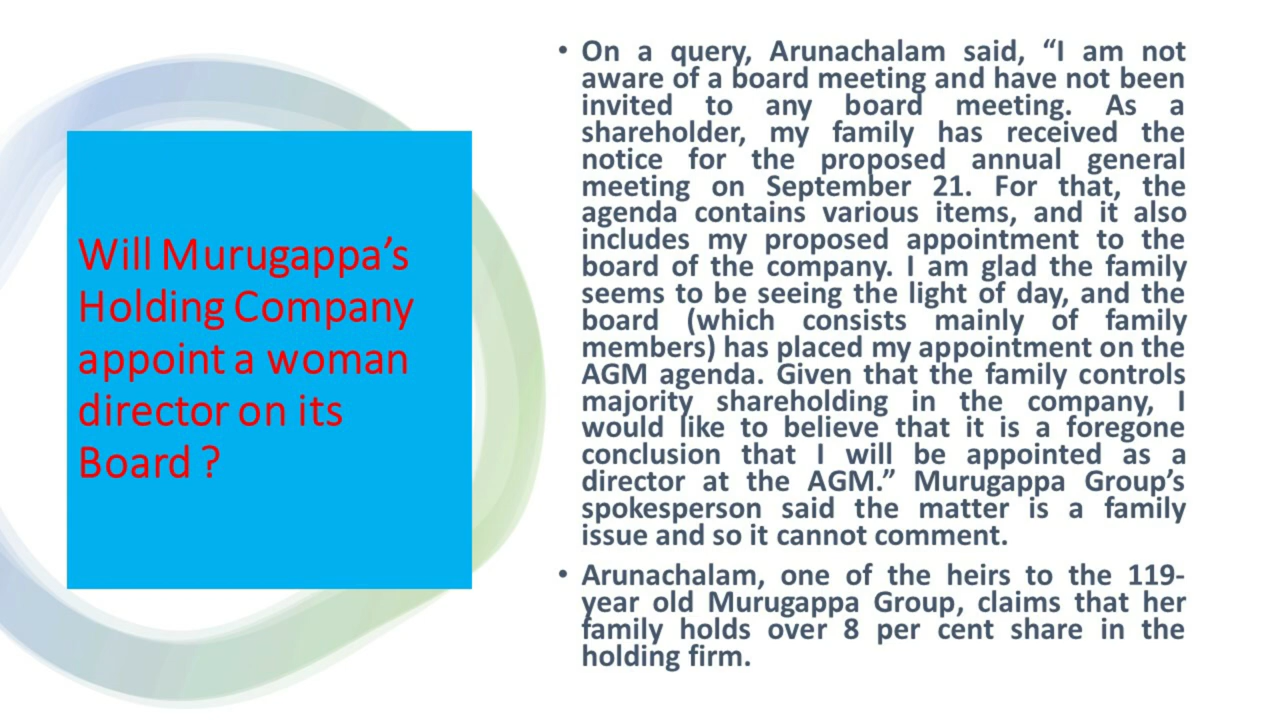 Will Murugappa’s
Holding Company
appoint a woman
director on its
Board ?
• On a query, Arunachalam said, “I am not
aware of a board meeting and have not been
invited to any board meeting. As a
shareholder, my family has received the
notice for the proposed annual general
meeting on September 21. For that, the
agenda contains various items, and it also
includes my proposed appointment to the
board of the company. I am glad the family
seems to be seeing the light of day, and the
board (which consists mainly of family
members) has placed my appointment on the
AGM agenda. Given that the family controls
majority shareholding in the company, I
would like to believe that it is a foregone
conclusion that I will be appointed as a
director at the AGM.” Murugappa Group’s
spokesperson said the matter is a family
issue and so it cannot comment.
• Arunachalam, one of the heirs to the 119-
year old Murugappa Group, claims that her
family holds over 8 per cent share in the
holding firm.